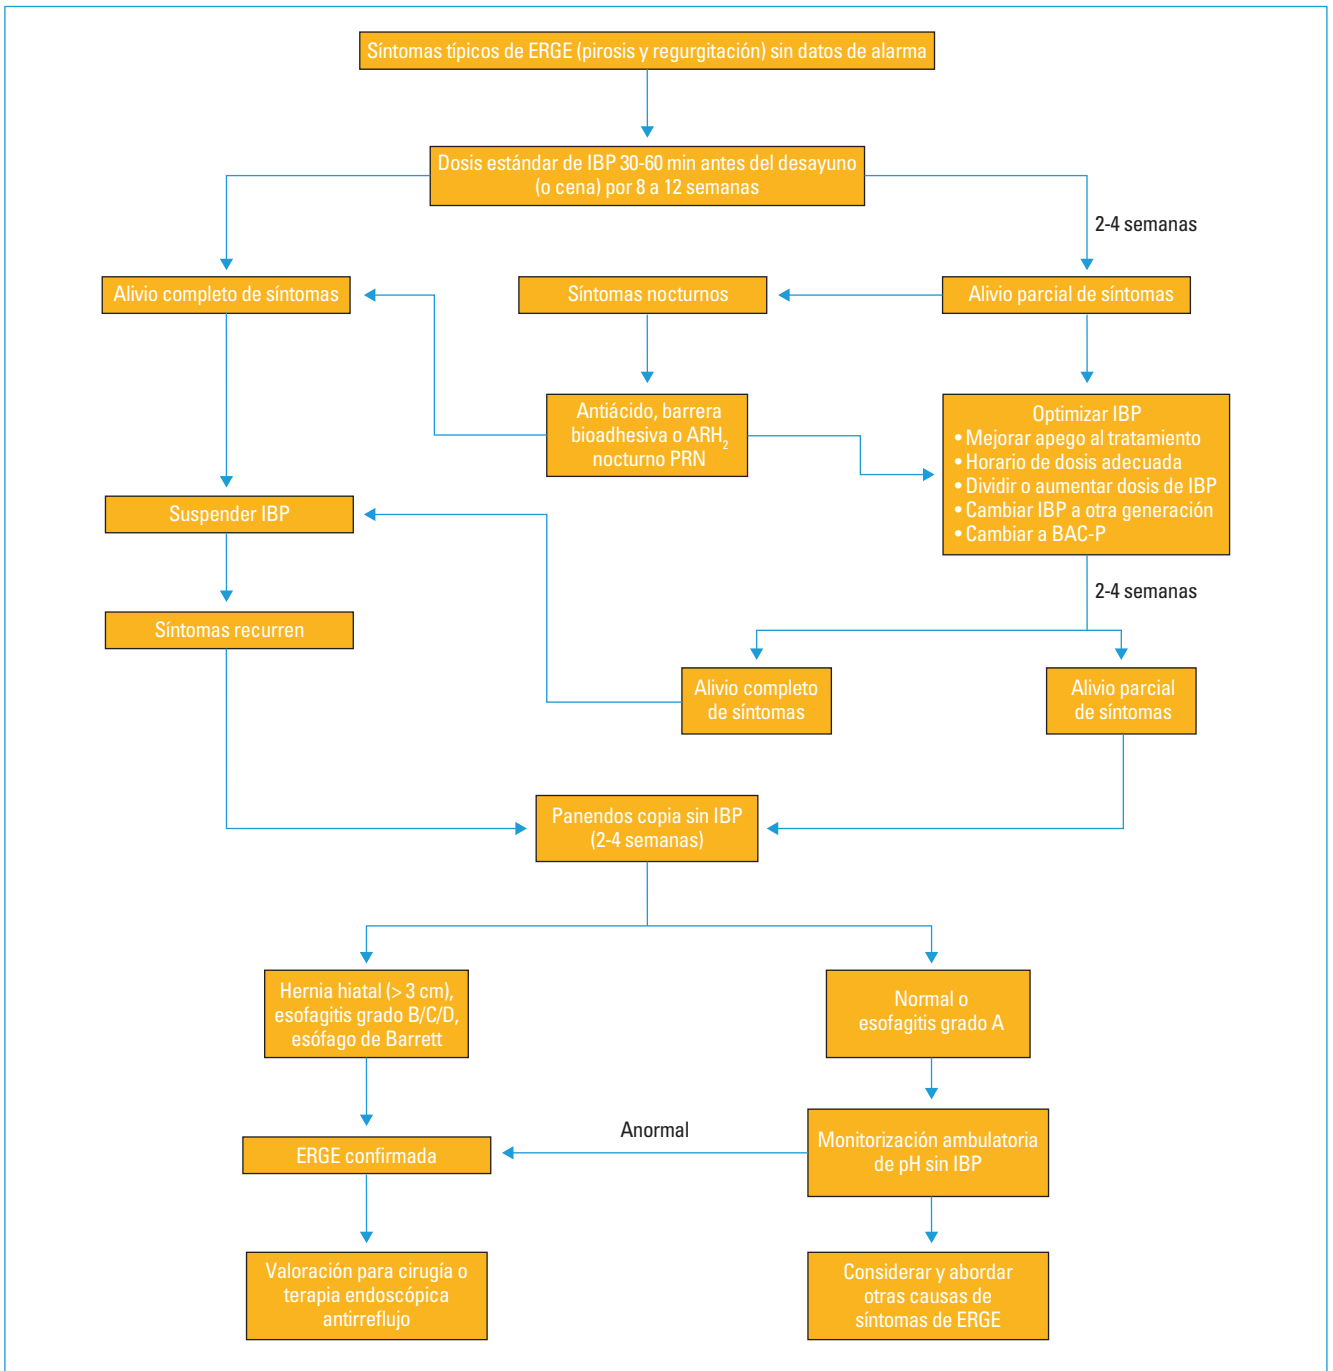 Síntomas típicos de ERGE (pirosis y regurgitación) sin datos de alarma
Dosis estándar de IBP 30-60 min antes del desayuno
(o cena) por 8 a 12 semanas
2-4 semanas
Alivio completo de síntomas
Síntomas nocturnos
Alivio parcial de síntomas
Antiácido, barrera
bioadhesiva o ARH₂
nocturno PRN
Optimizar IBP
• Mejorar apego al tratamiento
• Horario de dosis adecuada
• Dividir o aumentar dosis de IBP
• Cambiar IBP a otra generación
• Cambiar a BAC-P
Suspender IBP
2-4 semanas
Síntomas recurren
Alivio completo
de síntomas
Alivio parcial
de síntomas
Panendos copia sin IBP
(2-4 semanas)
Hernia hiatal (> 3 cm),
esofagitis grado B/C/D,
esófago de Barrett
Normal o
esofagitis grado A
Anormal
ERGE confirmada
Monitorización ambulatoria
de pH sin IBP
Valoración para cirugía o
terapia endoscópica
antirreflujo
Considerar y abordar
otras causas de
síntomas de ERGE